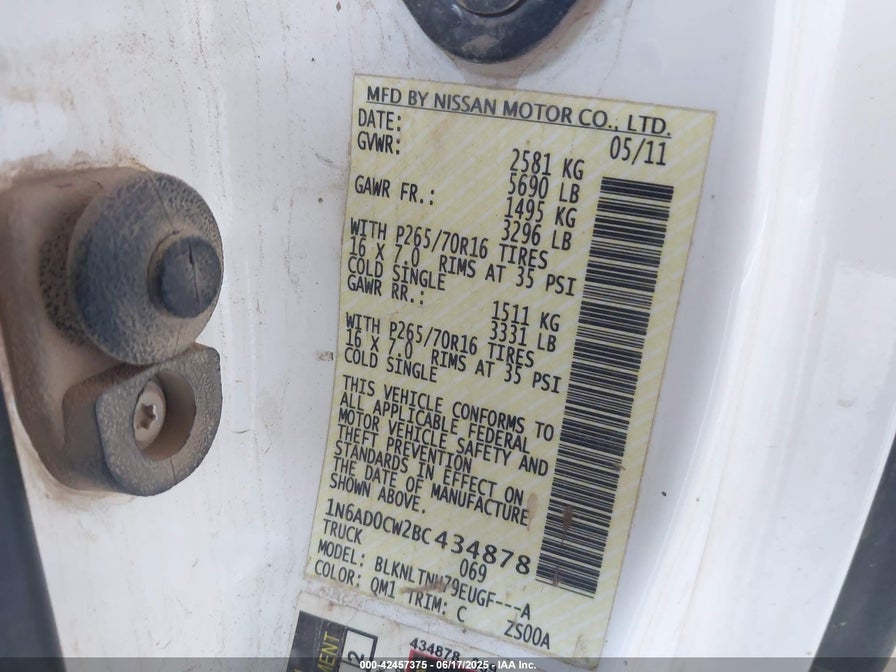 MFD BY NISSAN MOTOR CO., LTD.
DATE: 05/11
GVWR: 2581 KG
5690 LB
GAWR FR.: 1495 KG
3296 LB
WITH P265/70R16 TIRES
16 X 7.0 RIMS AT 35 PSI
COLD SINGLE
GAWR RR.: 1511 KG
3331 LB
WITH P265/70R16 TIRES
16 X 7.0 RIMS AT 35 PSI
COLD SINGLE
THIS VEHICLE CONFORMS TO
ALL APPLICABLE FEDERAL
MOTOR VEHICLE SAFETY AND
THEFT PREVENTION
STANDARDS IN EFFECT ON
THE DATE OF MANUFACTURE
SHOWN ABOVE.
1N6AD0CW2BC434878
TRUCK 069
MODEL: BLKNLTNW79EUGF---A
COLOR: QM1 TRIM: C ZS00A
434878
2
000-42457375 - 06/17/2025 - IAA Inc.